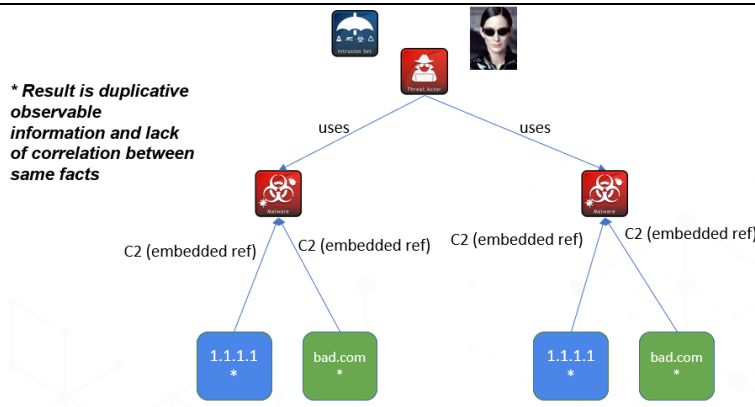 Intrusion Set
Threat Actor
* Result is duplicative
observable
information and lack
of correlation between
same facts
uses
uses
Malware
Malware
C2 (embedded ref)
C2 (embedded ref)
C2 (embedded ref)
C2 (embedded ref)
1.1.1.1
*
bad.com
*
1.1.1.1
*
bad.com
*